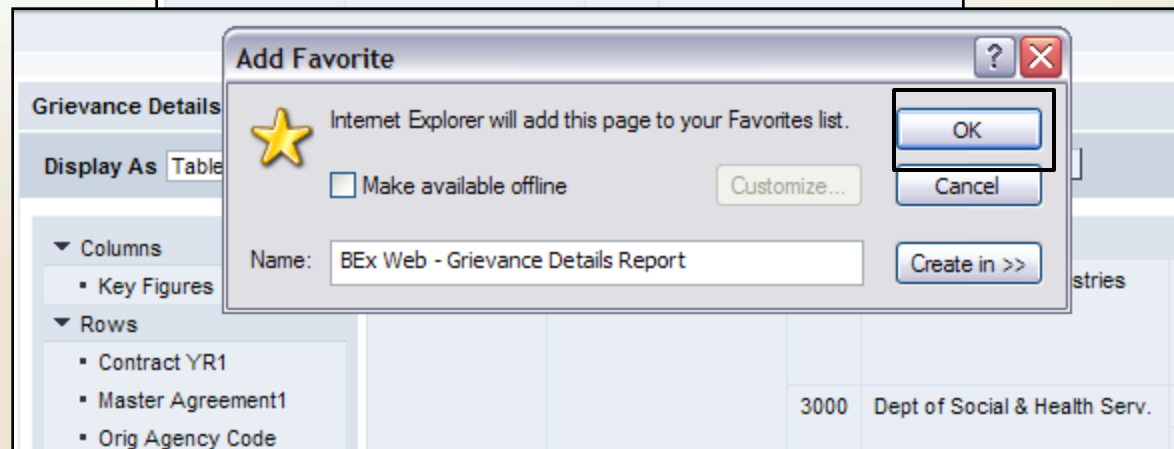 Add Favorite
?
Grievance Details
Internet Explorer will add this page to your Favorites list.
OK
Display As Table
Make available offline
Customize...
Cancel
Columns
Name: BEx Web - Grievance Details Report
Create in >>
Key Figures
stries
Rows
Contract YR1
Master Agreement1
3000 Dept of Social & Health Serv.
Orig Agency Code